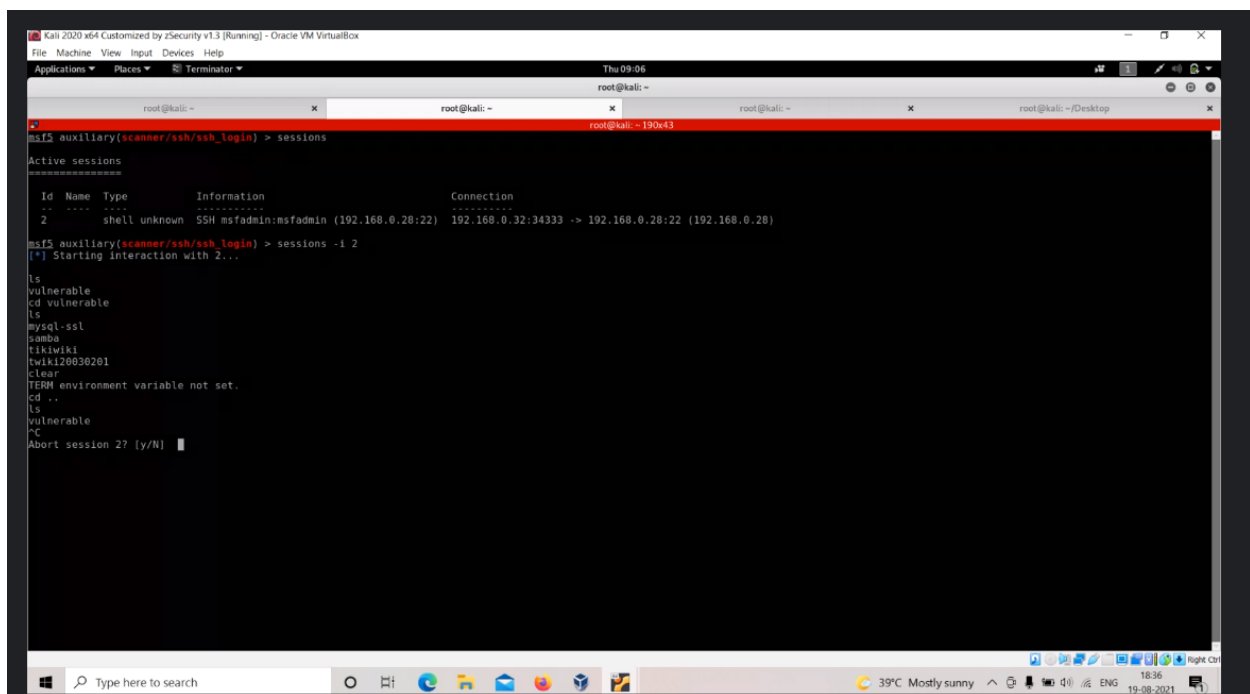 Kali 2020 x64 Customized by zSecurity v1.3 [Running] - Oracle VM VirtualBox
File Machine View Input Devices Help
Applications Places Terminator Thu 09:06 1
root@kali: ~
root@kali: ~ root@kali: ~ root@kali: ~ root@kali: ~/Desktop
root@kali: ~ 190x43
msf5 auxiliary(scanner/ssh/ssh_login) > sessions
Active sessions
===============
Id Name Type Information Connection
-- ---- ---- ----------- ----------
2 shell unknown SSH msfadmin:msfadmin (192.168.0.28:22) 192.168.0.32:34333 -> 192.168.0.28:22 (192.168.0.28)
msf5 auxiliary(scanner/ssh/ssh_login) > sessions -i 2
[*] Starting interaction with 2...
ls
vulnerable
cd vulnerable
ls
mysql-ssl
samba
tikiwiki
twiki20030201
clear
TERM environment variable not set.
cd ..
ls
vulnerable
^C
Abort session 2? [y/N]
Right Ctrl
Type here to search 39°C Mostly sunny ENG 18:36
19-08-2021